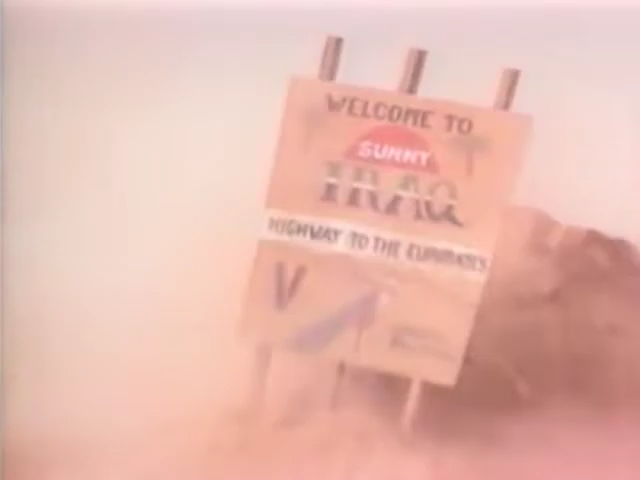 WELCOME TO
SUNNY
IRAQ
HIGHWAY TO THE EUPHRATES
V